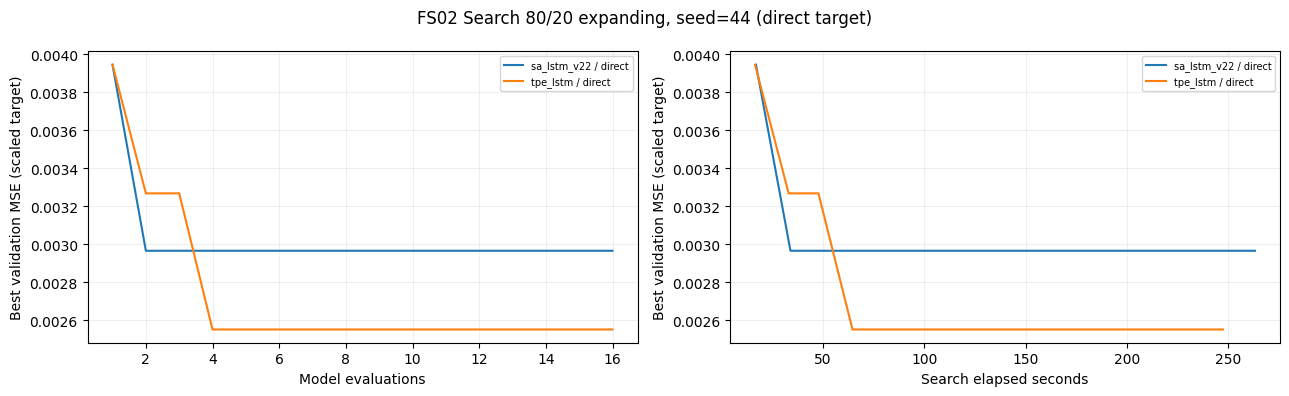 FS02 Search 80/20 expanding, seed=44 (direct target)
Best validation MSE (scaled target)
0.0040
0.0038
0.0036
0.0034
0.0032
0.0030
0.0028
0.0026
sa_lstm_v22 / direct
tpe_lstm / direct
2 4 6 8 10 12 14 16
Model evaluations
Best validation MSE (scaled target)
0.0040
0.0038
0.0036
0.0034
0.0032
0.0030
0.0028
0.0026
sa_lstm_v22 / direct
tpe_lstm / direct
50 100 150 200 250
Search elapsed seconds